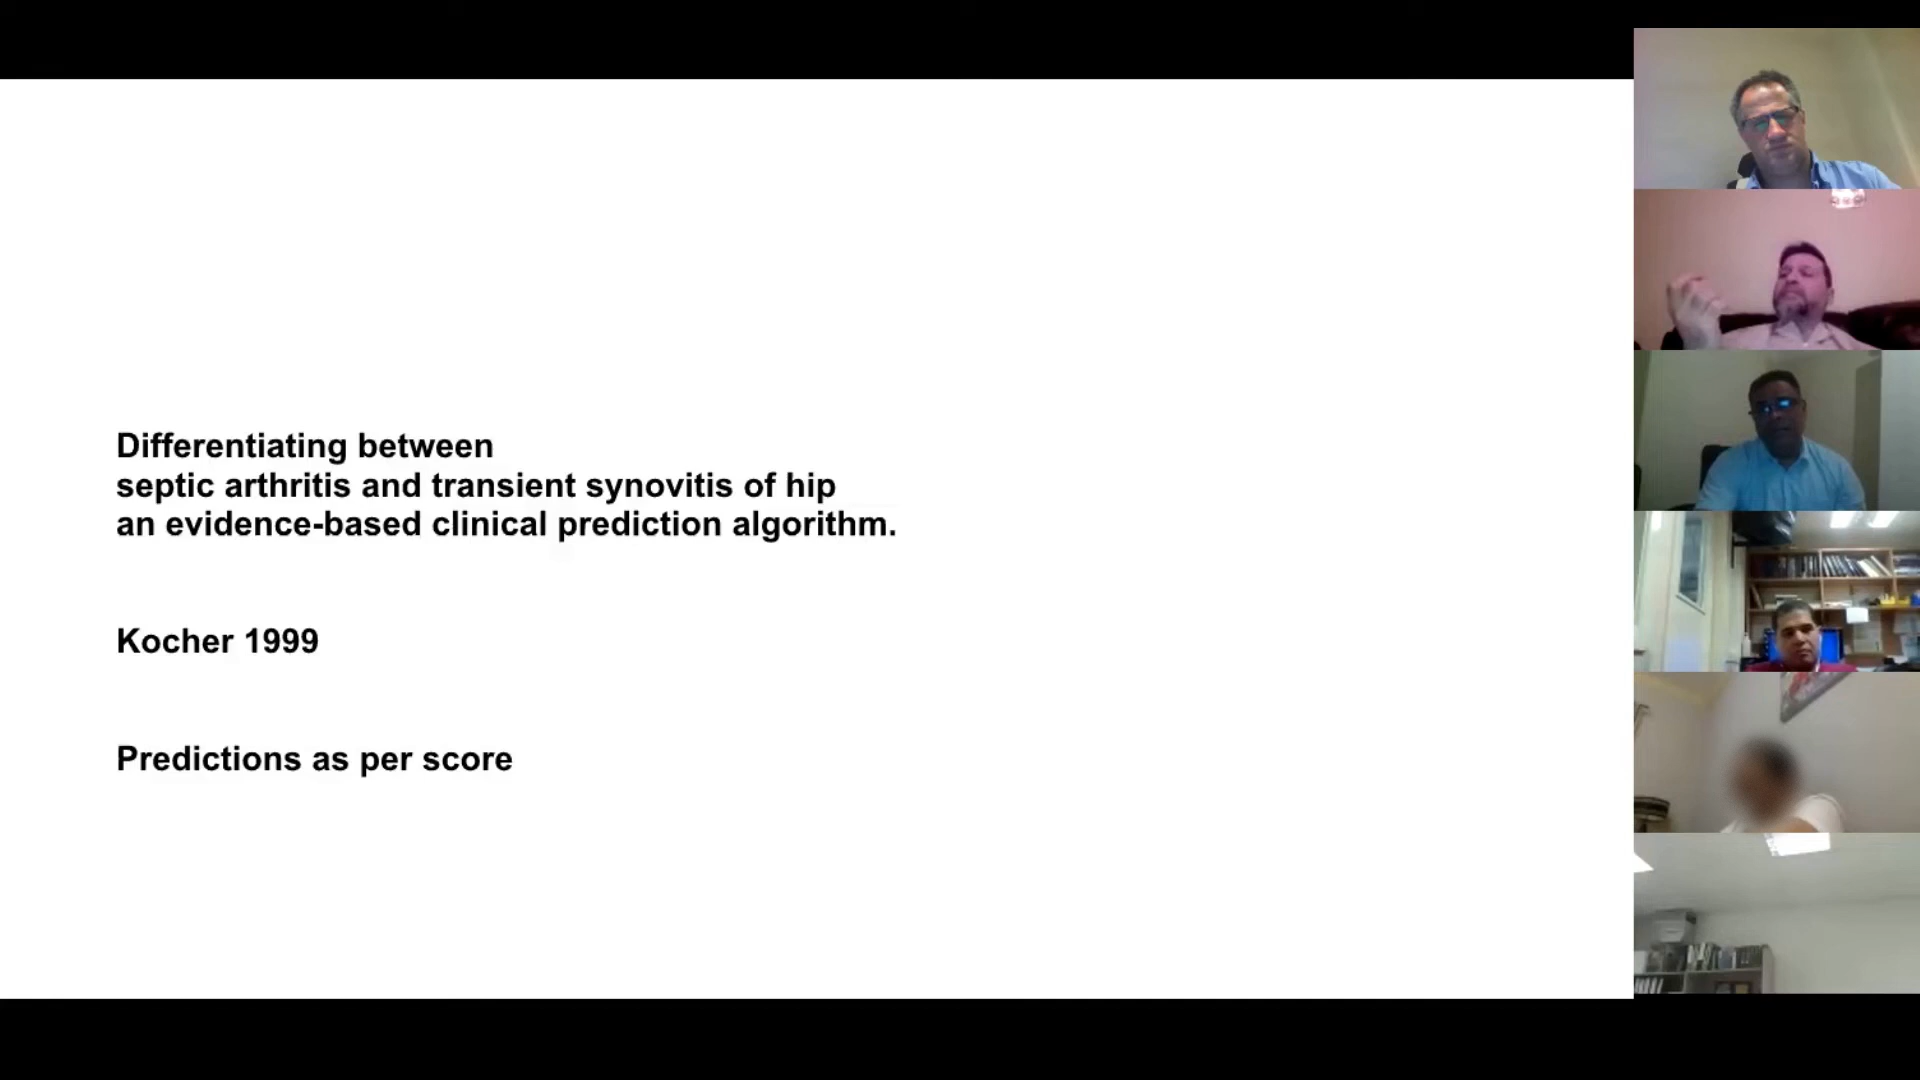 Differentiating between
septic arthritis and transient synovitis of hip
an evidence-based clinical prediction algorithm.
Kocher 1999
Predictions as per score